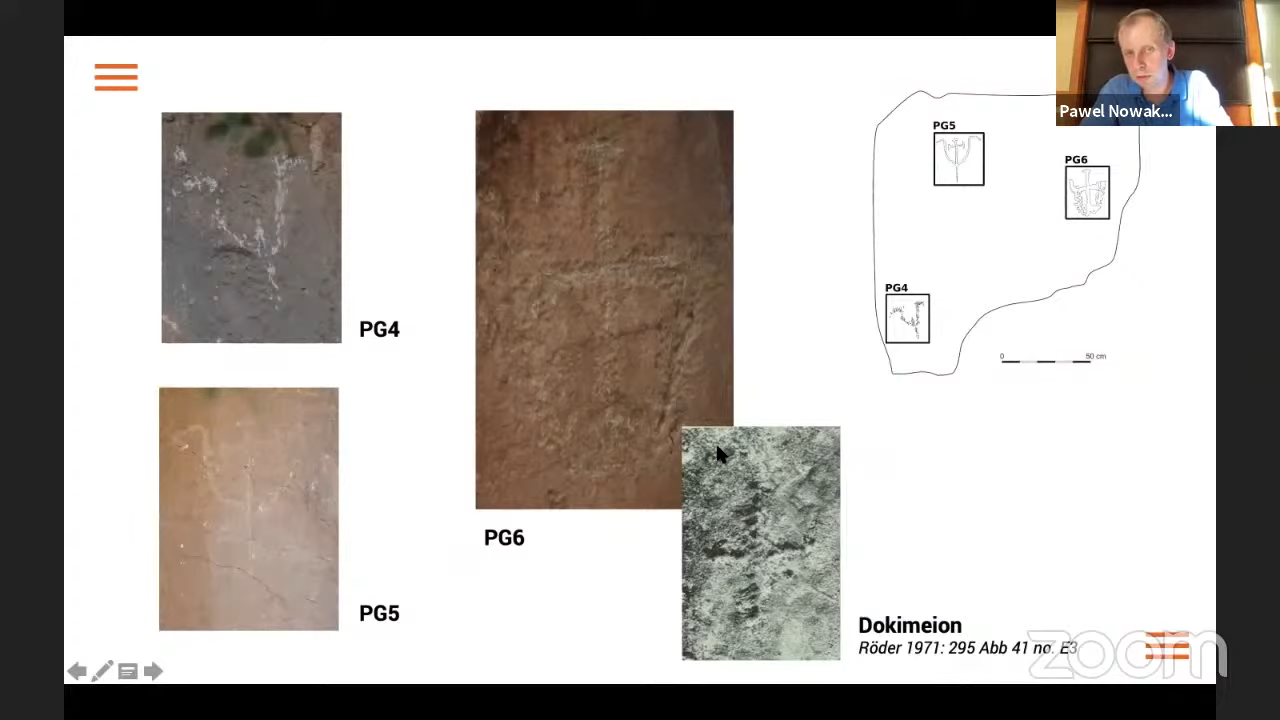 Pawel Nowak...
PG5
PG6
PG4
0 50 cm
PG4
PG6
PG5
Dokimeion
Röder 1971: 295 Abb 41 no. E3
zoom